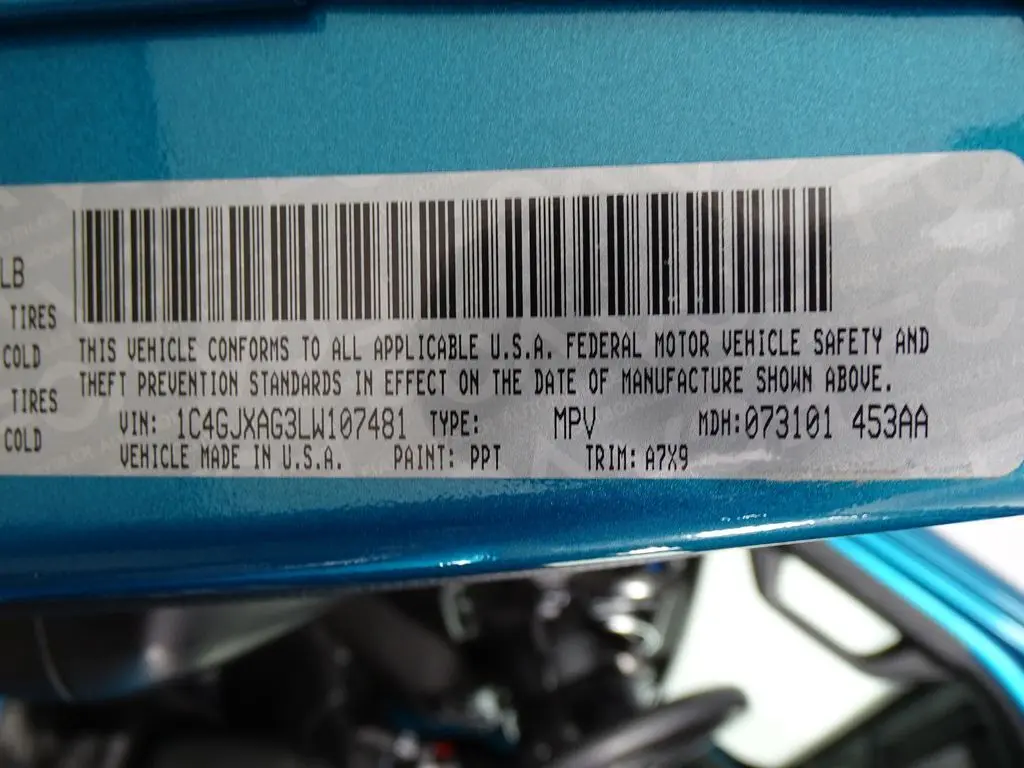 LB
TIRES
COLD
TIRES
COLD
THIS VEHICLE CONFORMS TO ALL APPLICABLE U.S.A. FEDERAL MOTOR VEHICLE SAFETY AND
THEFT PREVENTION STANDARDS IN EFFECT ON THE DATE OF MANUFACTURE SHOWN ABOVE.
VIN: 1C4GJXAG3LW107481 TYPE: MPV MDH:073101 453AA
VEHICLE MADE IN U.S.A. PAINT: PPT TRIM: A7X9